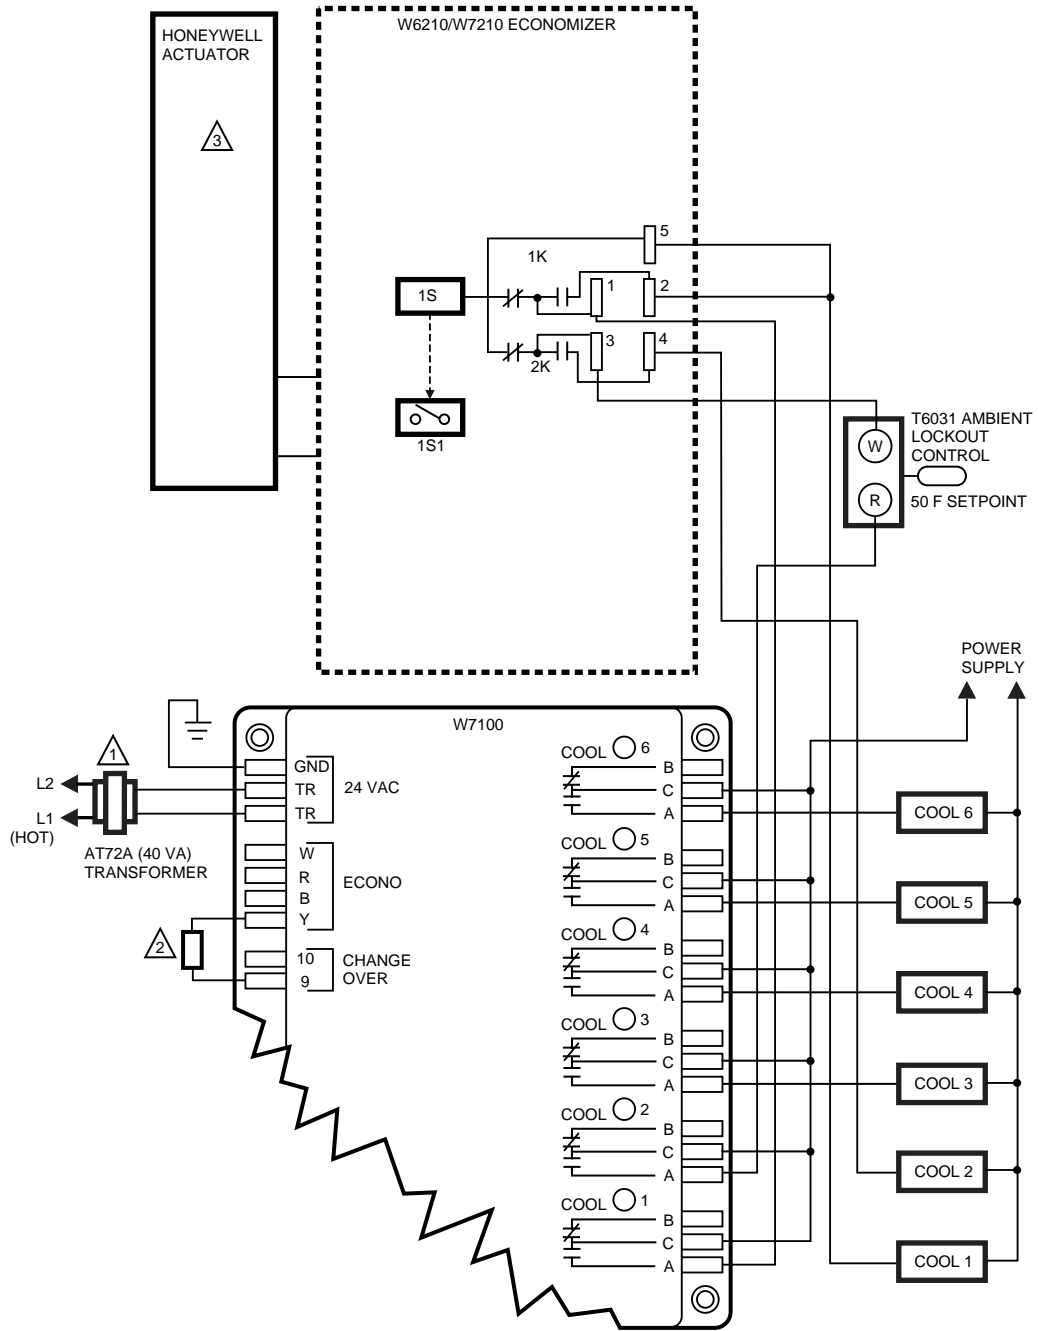 HONEYWELL
ACTUATOR
3
W6210/W7210 ECONOMIZER
5
1K
1S
1
2
3
4
2K
1S1
T6031 AMBIENT
LOCKOUT
CONTROL
W
R
50 F SETPOINT
POWER
SUPPLY
W7100
1
L2
L1
(HOT)
AT72A (40 VA)
TRANSFORMER
GND
TR
TR
24 VAC
W
R
B
Y
ECONO
2
10
9
CHANGE
OVER
COOL 6
B
C
A
COOL 6
COOL 5
B
C
A
COOL 5
COOL 4
B
C
A
COOL 4
COOL 3
B
C
A
COOL 3
COOL 2
B
C
A
COOL 2
COOL 1
B
C
A
COOL 1